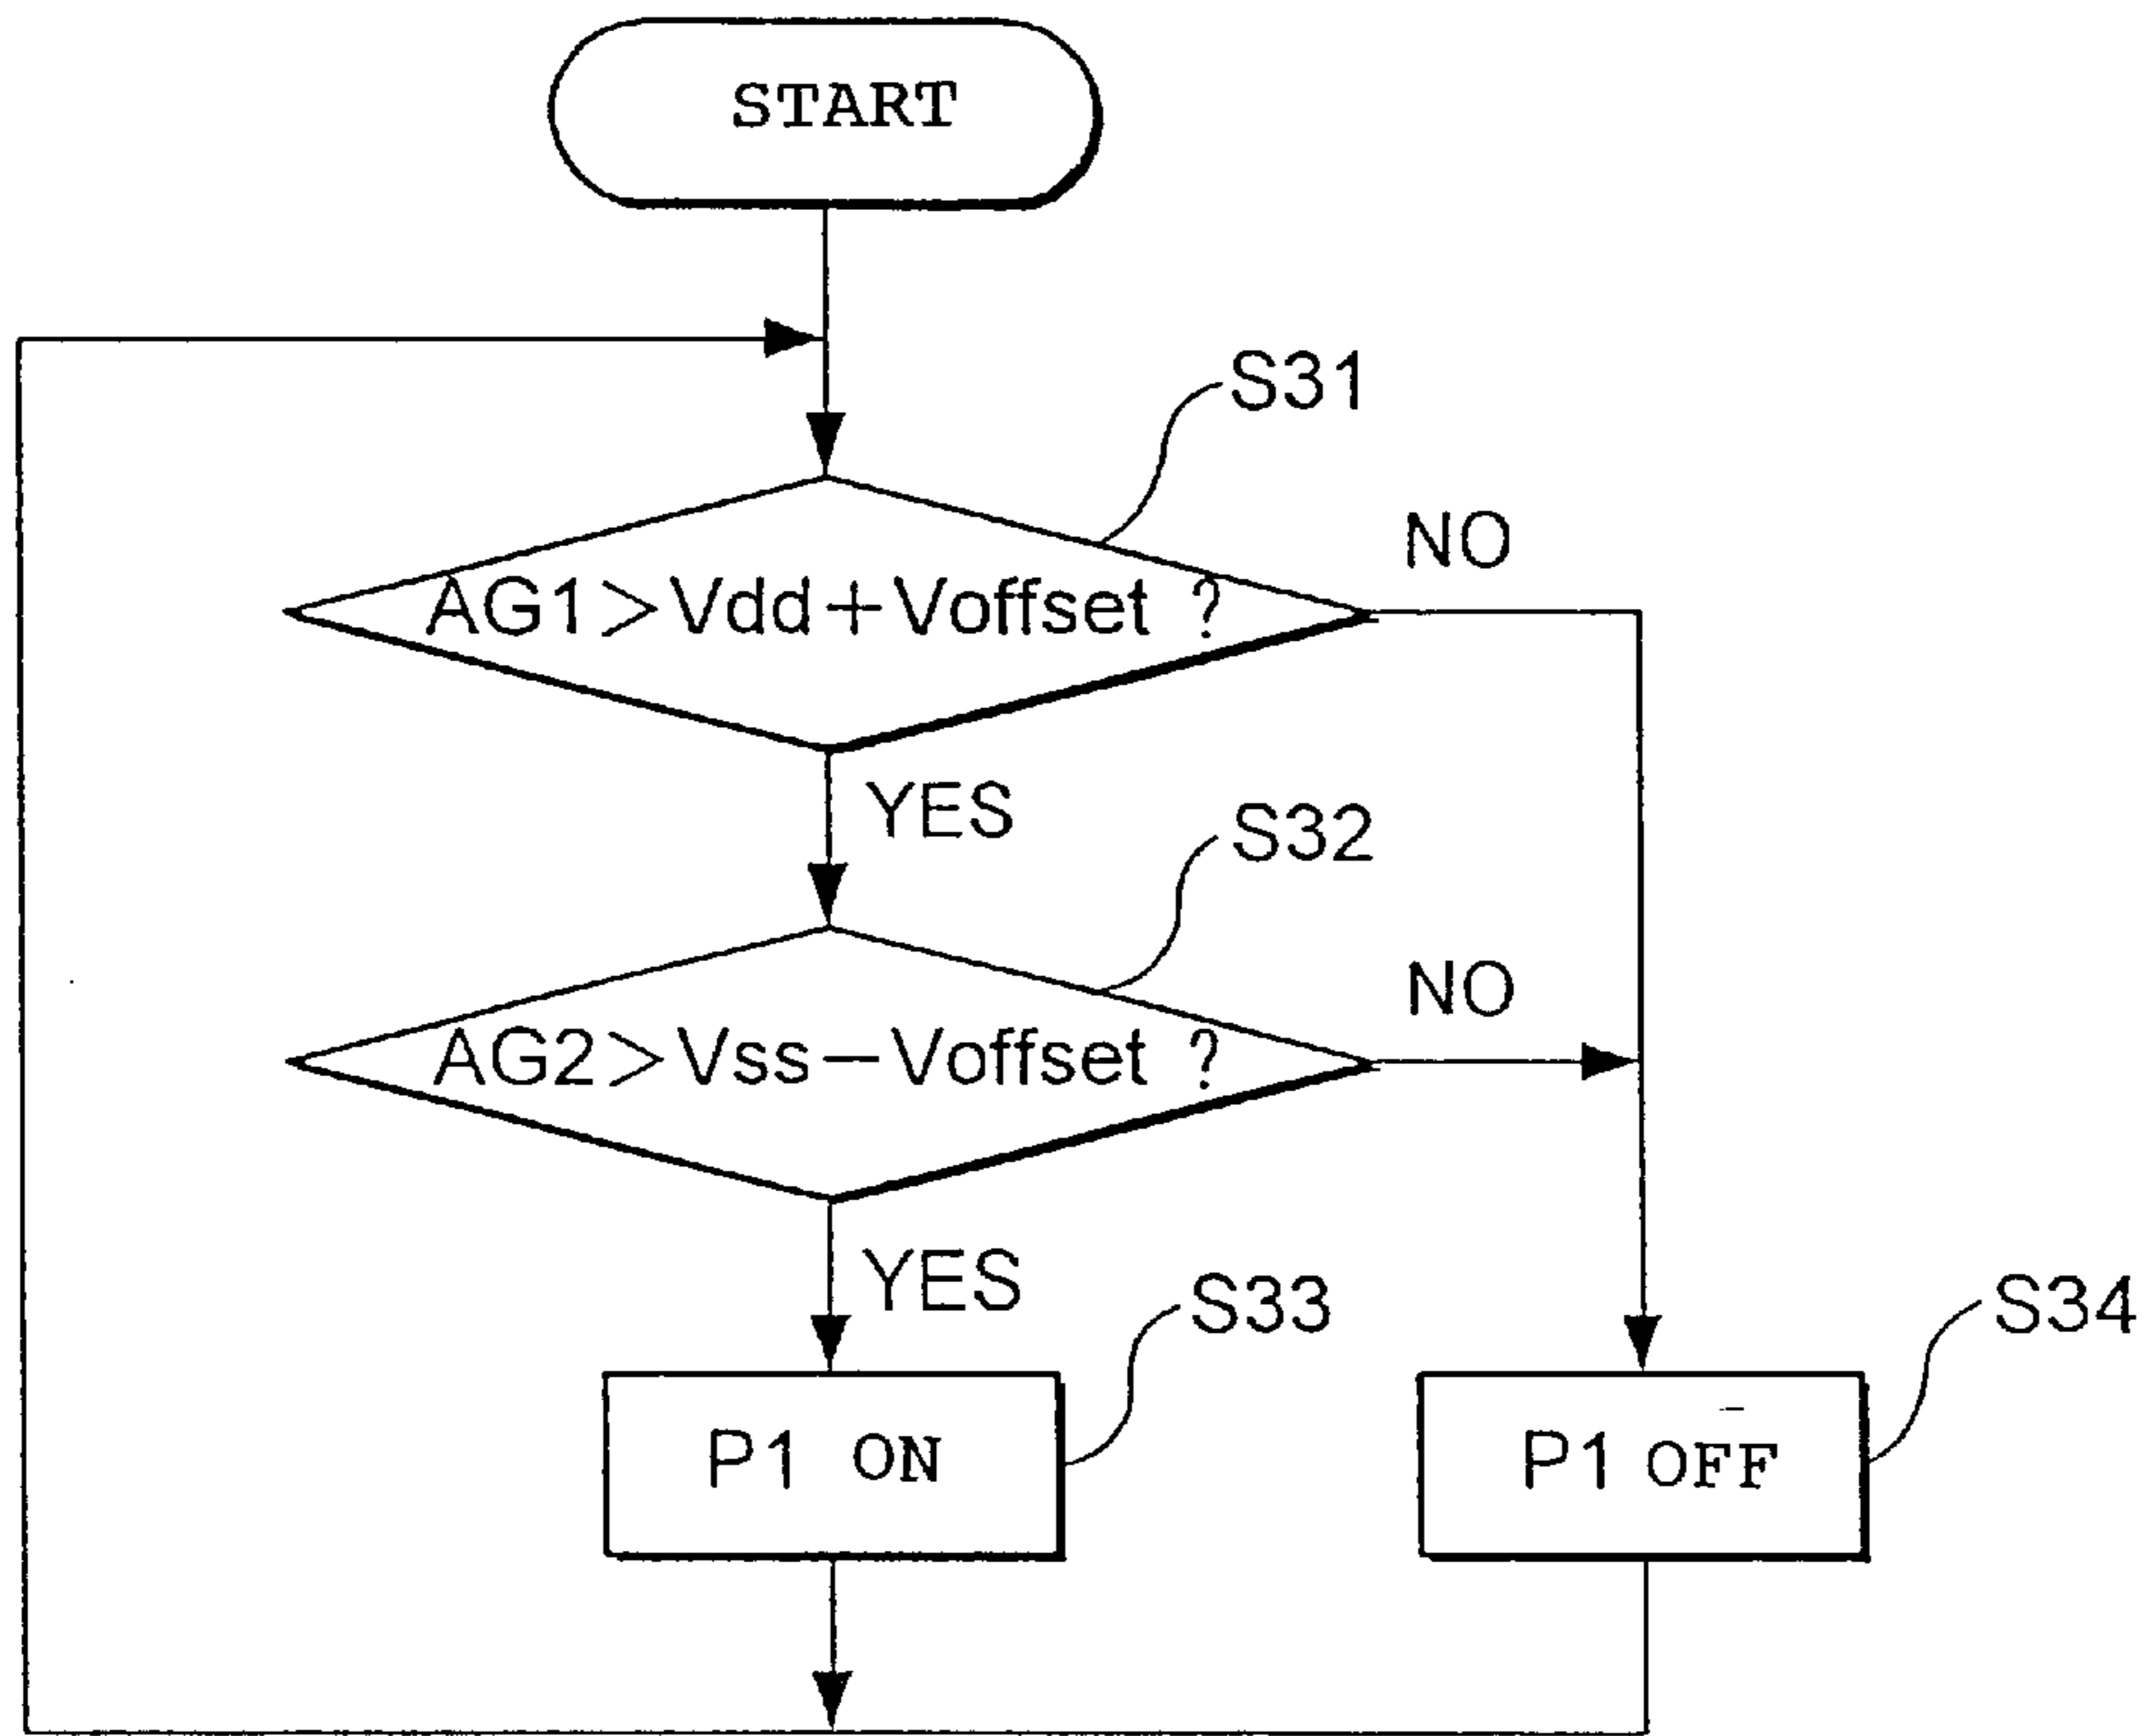 START
S31
NO
AG1>Vdd+Voffset ?
YES
S32
NO
AG2>Vss−Voffset ?
YES
S33
S34
P1 ON
P1 OFF